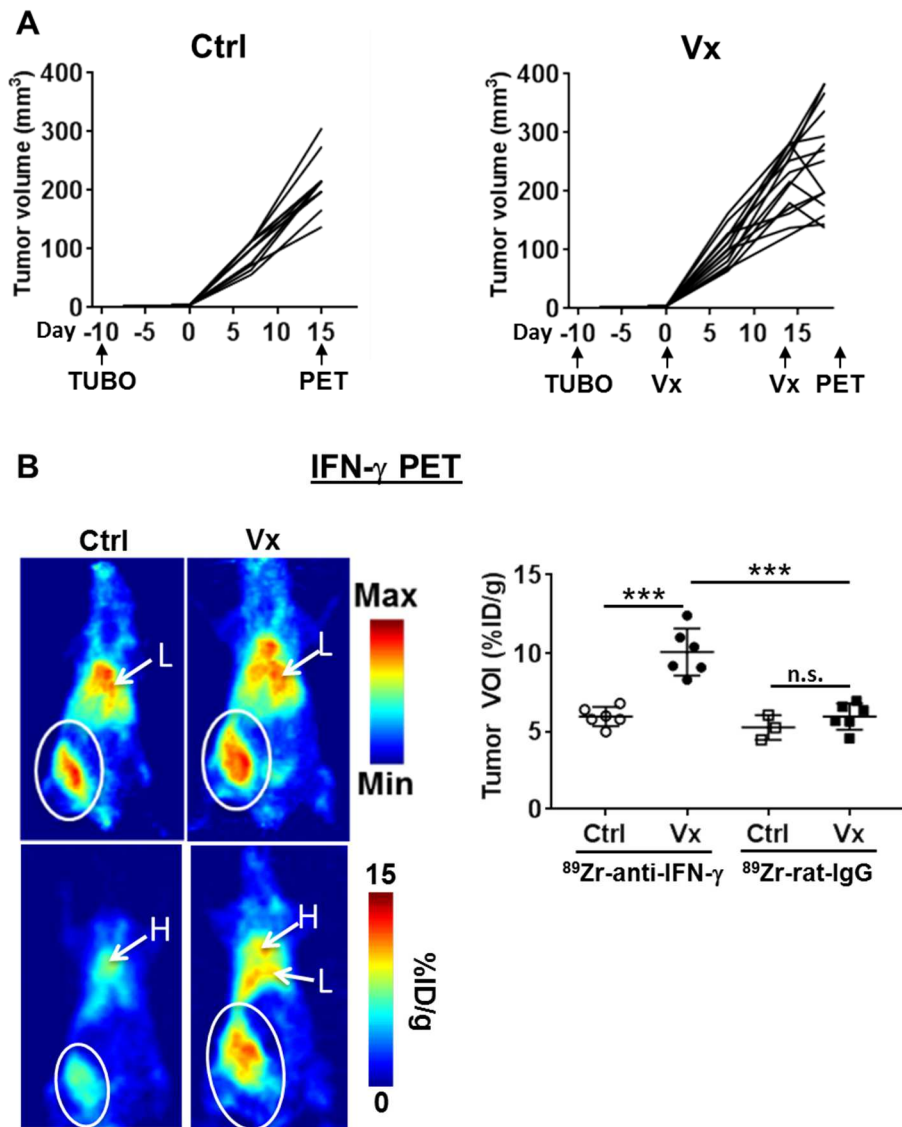 A
Ctrl
Vx
Tumor volume (mm³)
400
300
200
100
0
Day -10 -5 0 5 10 15
TUBO
PET
Tumor volume (mm³)
400
300
200
100
0
-10 -5 0 5 10 15
TUBO
Vx
Vx
PET
B
IFN-γ PET
Ctrl
Vx
L
L
Max
Min
H
H
L
15
%ID/g
0
Tumor VOI (%ID/g)
15
10
5
0
***
***
n.s.
Ctrl Vx Ctrl Vx
⁸⁹Zr-anti-IFN-γ ⁸⁹Zr-rat-IgG